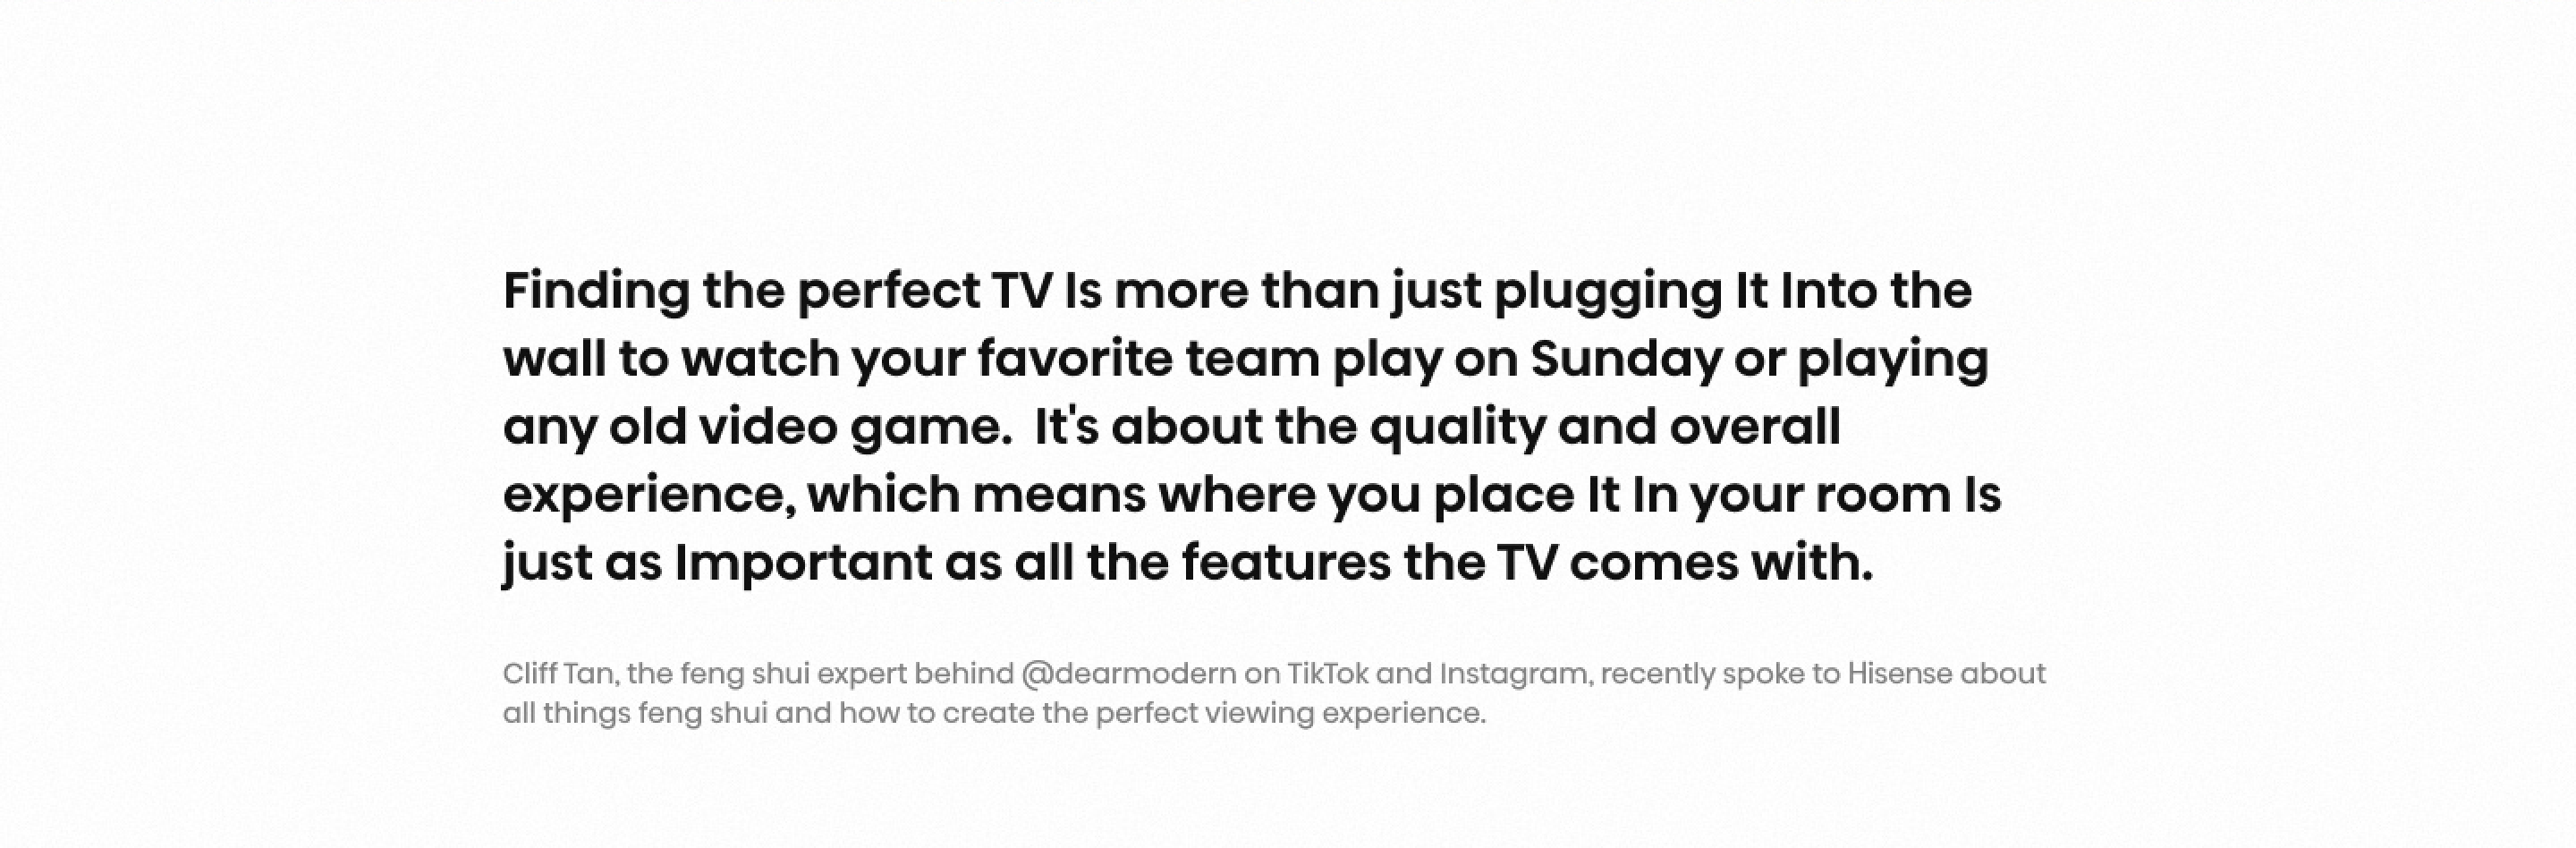 Finding the perfect TV Is more than just plugging It Into the
wall to watch your favorite team play on Sunday or playing
any old video game.  It's about the quality and overall
experience, which means where you place It In your room Is
just as Important as all the features the TV comes with.
Cliff Tan, the feng shui expert behind @dearmodern on TikTok and Instagram, recently spoke to Hisense about
all things feng shui and how to create the perfect viewing experience.